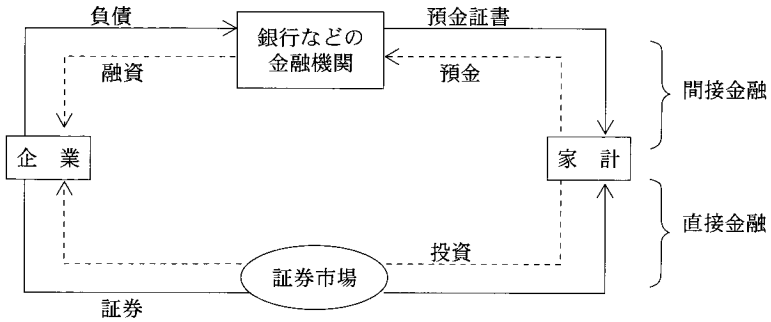 負債
銀行などの
金融機関
預金証書
融資
預金
間接金融
企　業
家　計
直接金融
投資
証券市場
証券